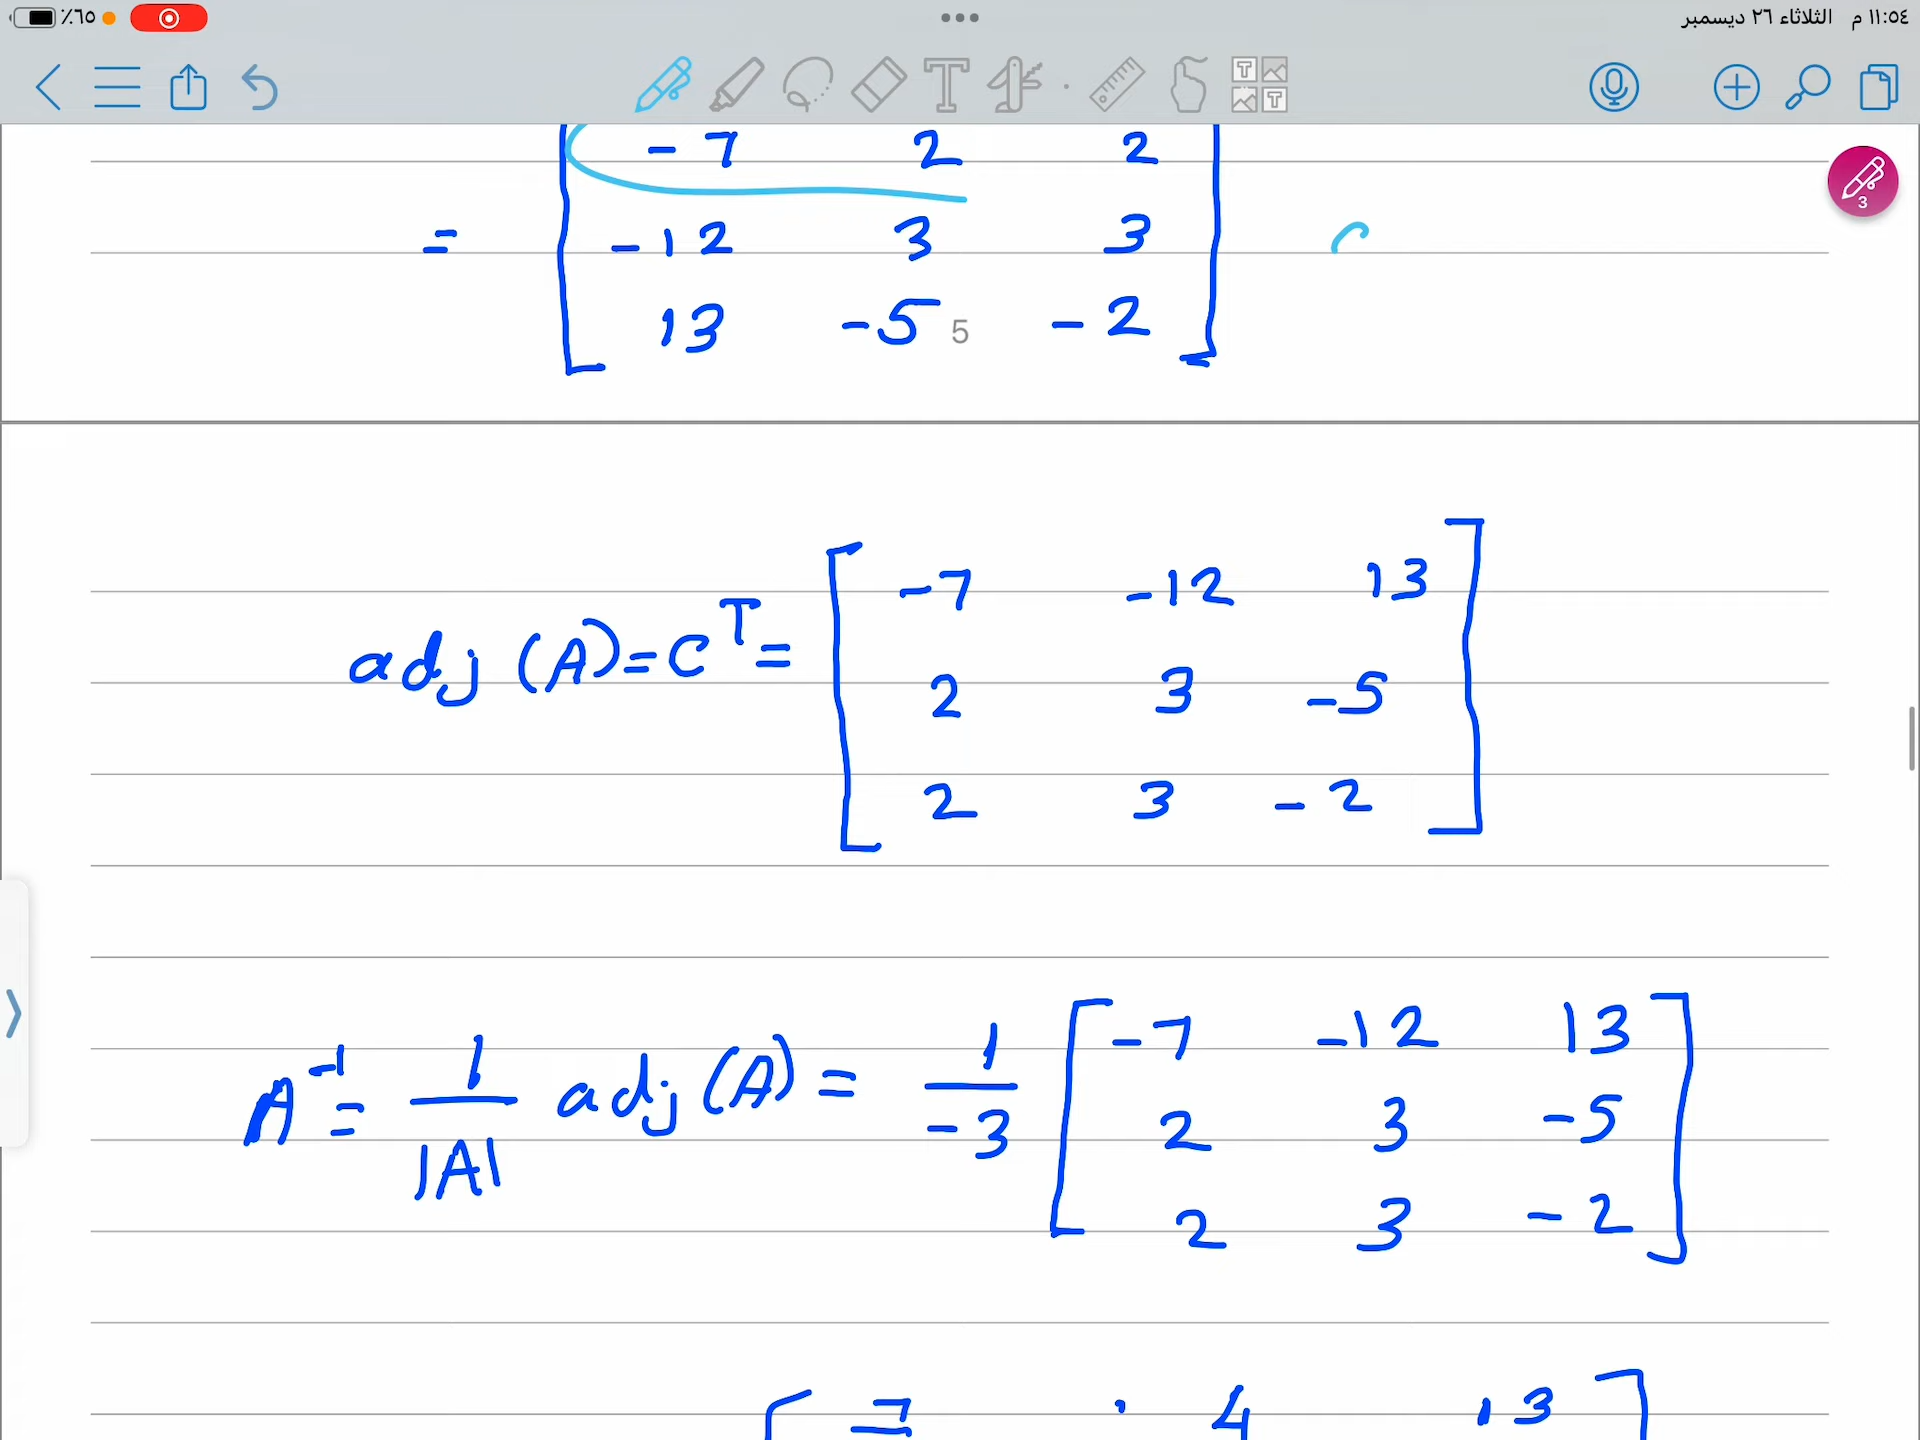 ٪٦٥ ١١:٥٤ م الثلاثاء ٢٦ ديسمبر
3
-7 2 2
= -12 3 3
13 -5 -2
5
adj (A) = C^T =
-7 -12 13
2 3 -5
2 3 -2
A^-1 = 1/|A| adj (A) = 1/-3
-7 -12 13
2 3 -5
2 3 -2
7 4 13